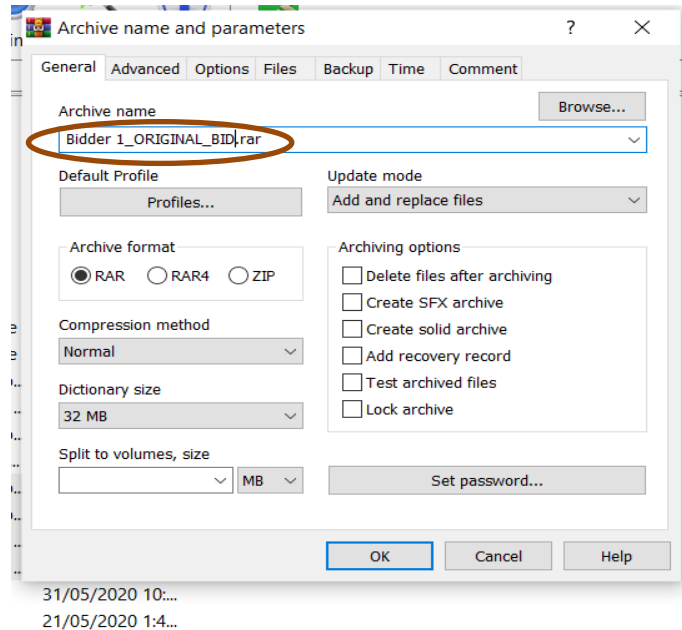 Archive name and parameters ?
in
General Advanced Options Files Backup Time Comment
Archive name Browse...
Bidder 1_ORIGINAL_BID.rar
Default Profile Update mode
Profiles... Add and replace files
Archive format Archiving options
RAR RAR4 ZIP Delete files after archiving
Create SFX archive
Compression method Create solid archive
Normal Add recovery record
Dictionary size Test archived files
32 MB Lock archive
Split to volumes, size
MB Set password...
OK Cancel Help
31/05/2020 10:...
21/05/2020 1:4...